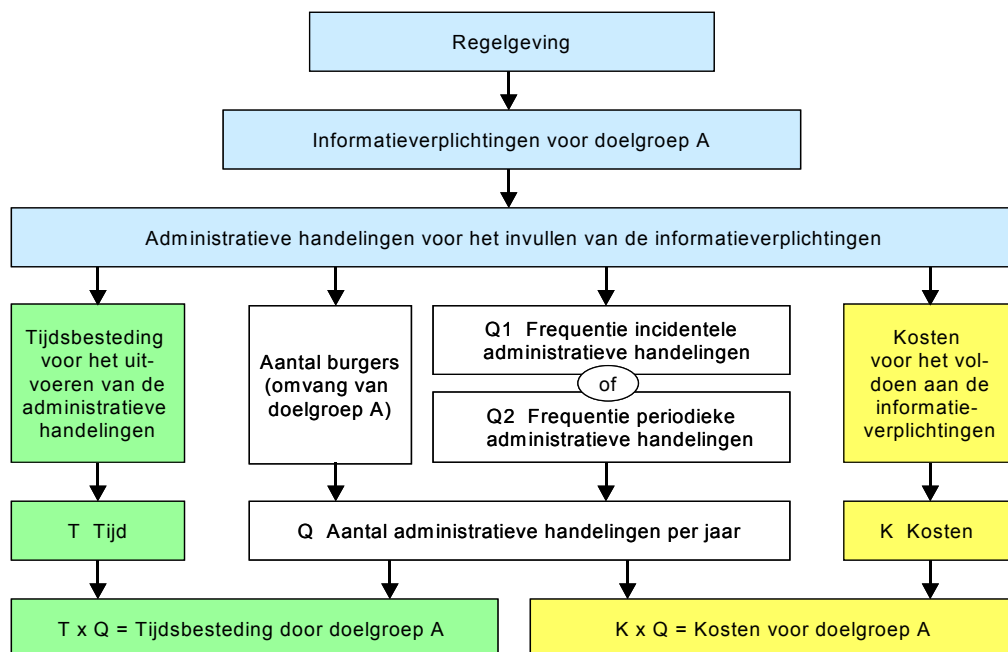 Regelgeving
Informatieverplichtingen voor doelgroep A
Administratieve handelingen voor het invullen van de informatieverplichtingen
Tijdsbesteding
voor het uit-
voeren van de
administratieve
handelingen
Aantal burgers
(omvang van
doelgroep A)
Q1 Frequentie incidentele
administratieve handelingen
of
Q2 Frequentie periodieke
administratieve handelingen
Kosten
voor het vol-
doen aan de
informatie-
verplichtingen
T Tijd
Q Aantal administratieve handelingen per jaar
K Kosten
T x Q = Tijdsbesteding door doelgroep A
K x Q = Kosten voor doelgroep A